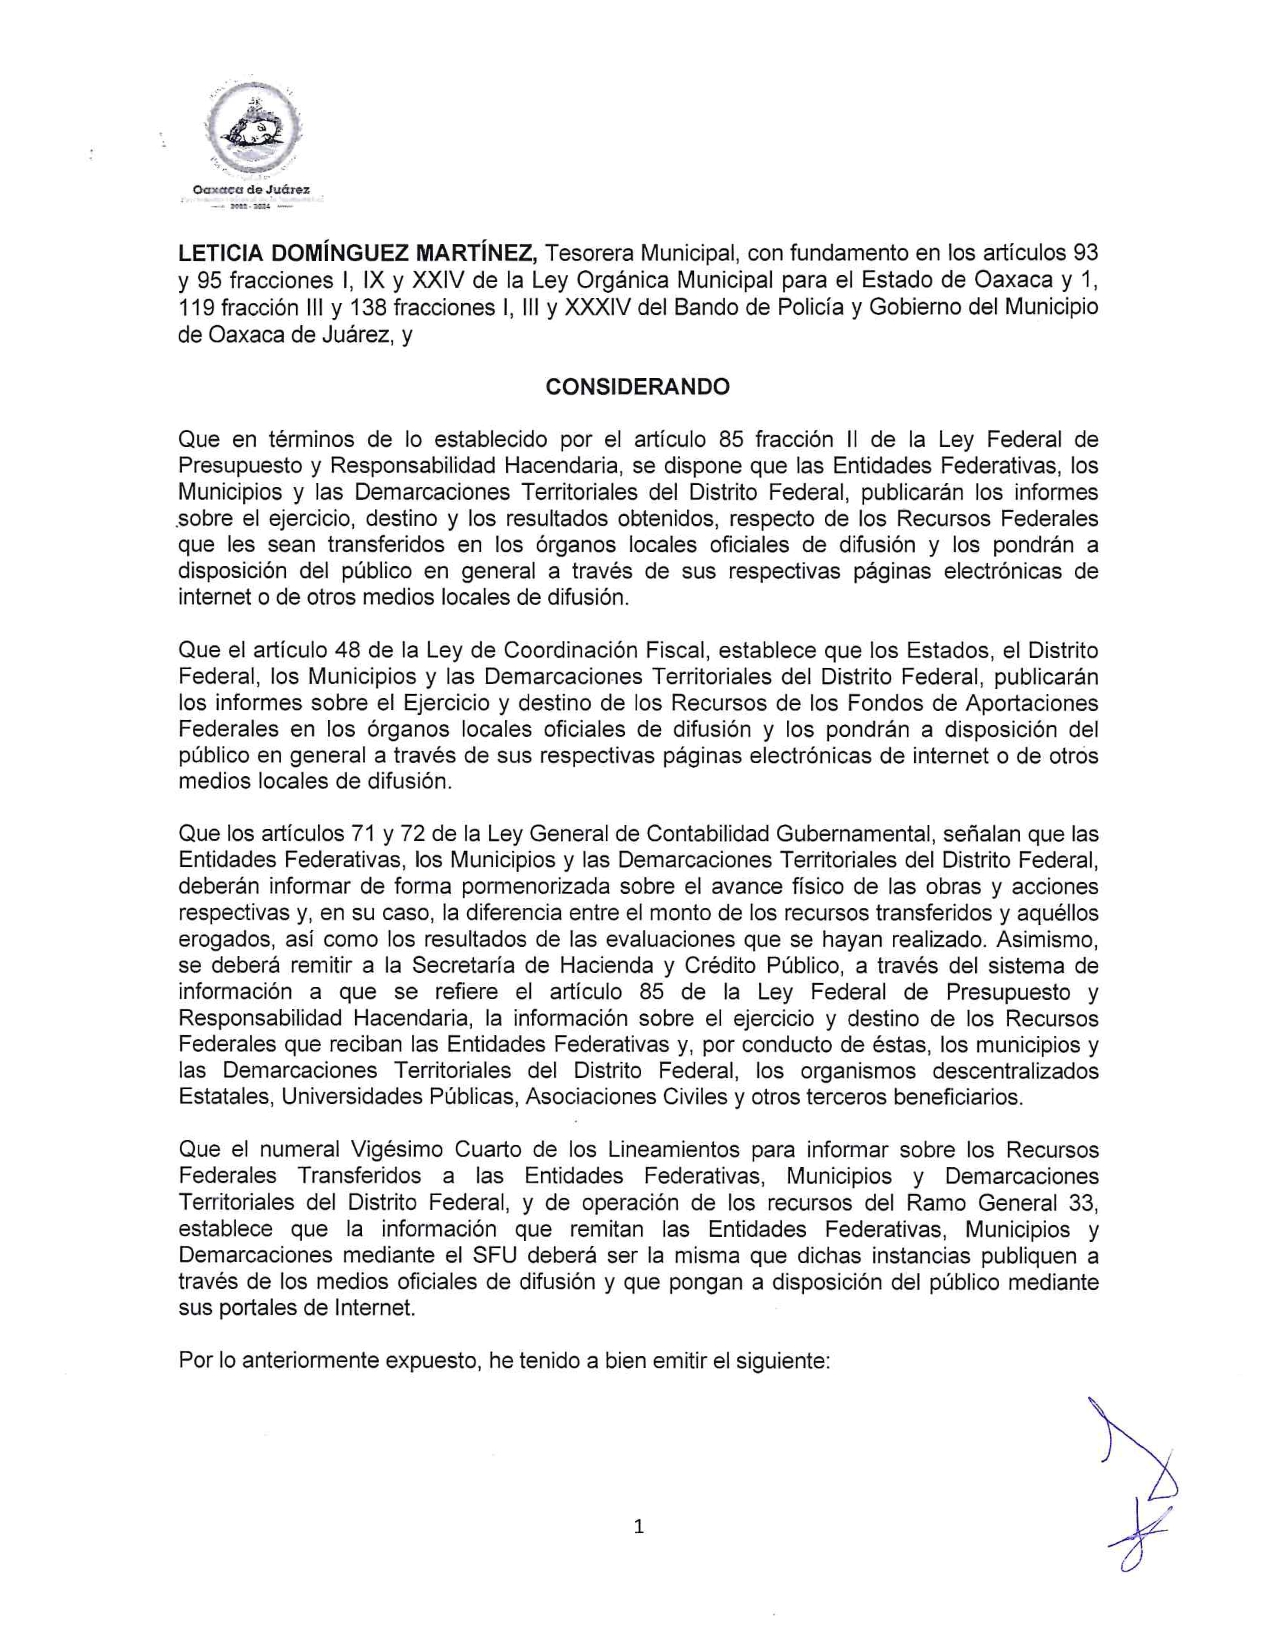 Oaxaca de Juárez
2022 - 2024
LETICIA DOMÍNGUEZ MARTÍNEZ, Tesorera Municipal, con fundamento en los artículos 93
y 95 fracciones I, IX y XXIV de la Ley Orgánica Municipal para el Estado de Oaxaca y 1,
119 fracción III y 138 fracciones I, III y XXXIV del Bando de Policía y Gobierno del Municipio
de Oaxaca de Juárez, y
CONSIDERANDO
Que en términos de lo establecido por el artículo 85 fracción II de la Ley Federal de
Presupuesto y Responsabilidad Hacendaria, se dispone que las Entidades Federativas, los
Municipios y las Demarcaciones Territoriales del Distrito Federal, publicarán los informes
sobre el ejercicio, destino y los resultados obtenidos, respecto de los Recursos Federales
que les sean transferidos en los órganos locales oficiales de difusión y los pondrán a
disposición del público en general a través de sus respectivas páginas electrónicas de
internet o de otros medios locales de difusión.
Que el artículo 48 de la Ley de Coordinación Fiscal, establece que los Estados, el Distrito
Federal, los Municipios y las Demarcaciones Territoriales del Distrito Federal, publicarán
los informes sobre el Ejercicio y destino de los Recursos de los Fondos de Aportaciones
Federales en los órganos locales oficiales de difusión y los pondrán a disposición del
público en general a través de sus respectivas páginas electrónicas de internet o de otros
medios locales de difusión.
Que los artículos 71 y 72 de la Ley General de Contabilidad Gubernamental, señalan que las
Entidades Federativas, los Municipios y las Demarcaciones Territoriales del Distrito Federal,
deberán informar de forma pormenorizada sobre el avance físico de las obras y acciones
respectivas y, en su caso, la diferencia entre el monto de los recursos transferidos y aquéllos
erogados, así como los resultados de las evaluaciones que se hayan realizado. Asimismo,
se deberá remitir a la Secretaría de Hacienda y Crédito Público, a través del sistema de
información a que se refiere el artículo 85 de la Ley Federal de Presupuesto y
Responsabilidad Hacendaria, la información sobre el ejercicio y destino de los Recursos
Federales que reciban las Entidades Federativas y, por conducto de éstas, los municipios y
las Demarcaciones Territoriales del Distrito Federal, los organismos descentralizados
Estatales, Universidades Públicas, Asociaciones Civiles y otros terceros beneficiarios.
Que el numeral Vigésimo Cuarto de los Lineamientos para informar sobre los Recursos
Federales Transferidos a las Entidades Federativas, Municipios y Demarcaciones
Territoriales del Distrito Federal, y de operación de los recursos del Ramo General 33,
establece que la información que remitan las Entidades Federativas, Municipios y
Demarcaciones mediante el SFU deberá ser la misma que dichas instancias publiquen a
través de los medios oficiales de difusión y que pongan a disposición del público mediante
sus portales de Internet.
Por lo anteriormente expuesto, he tenido a bien emitir el siguiente:
1